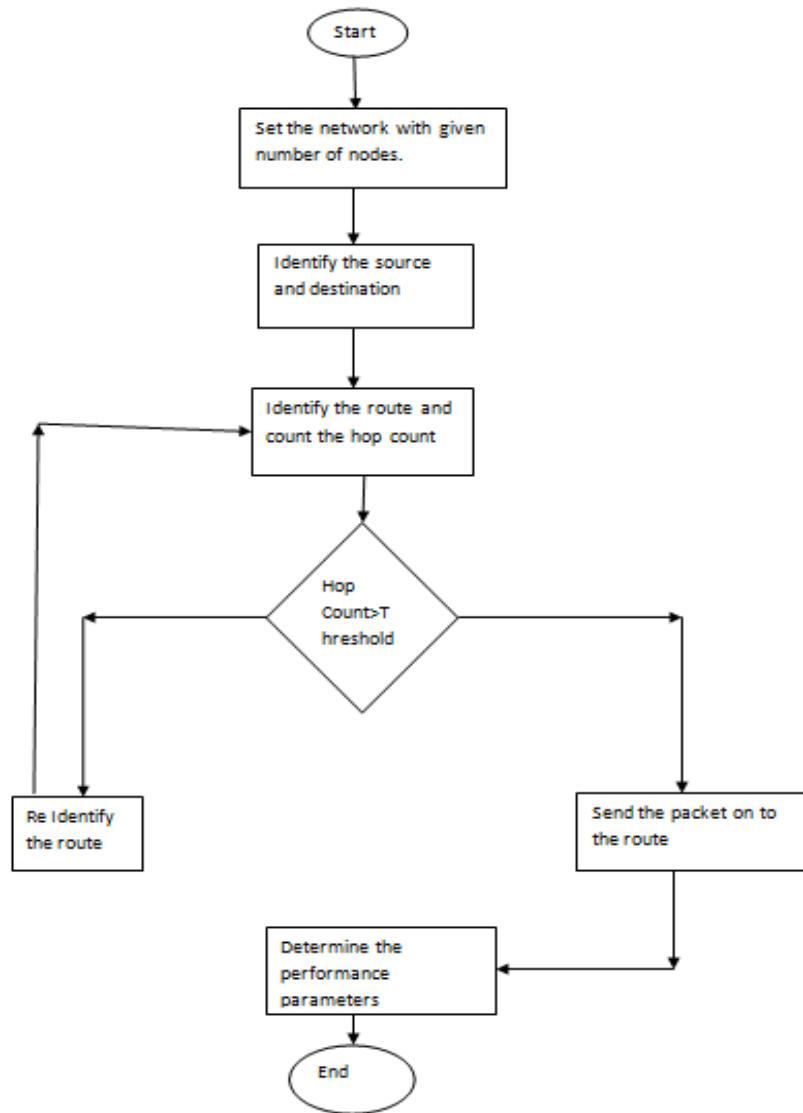 Start
Set the network with given
number of nodes.
Identify the source
and destination
Identify the route and
count the hop count
Hop
Count>T
hreshold
Re Identify
the route
Send the packet on to
the route
Determine the
performance
parameters
End